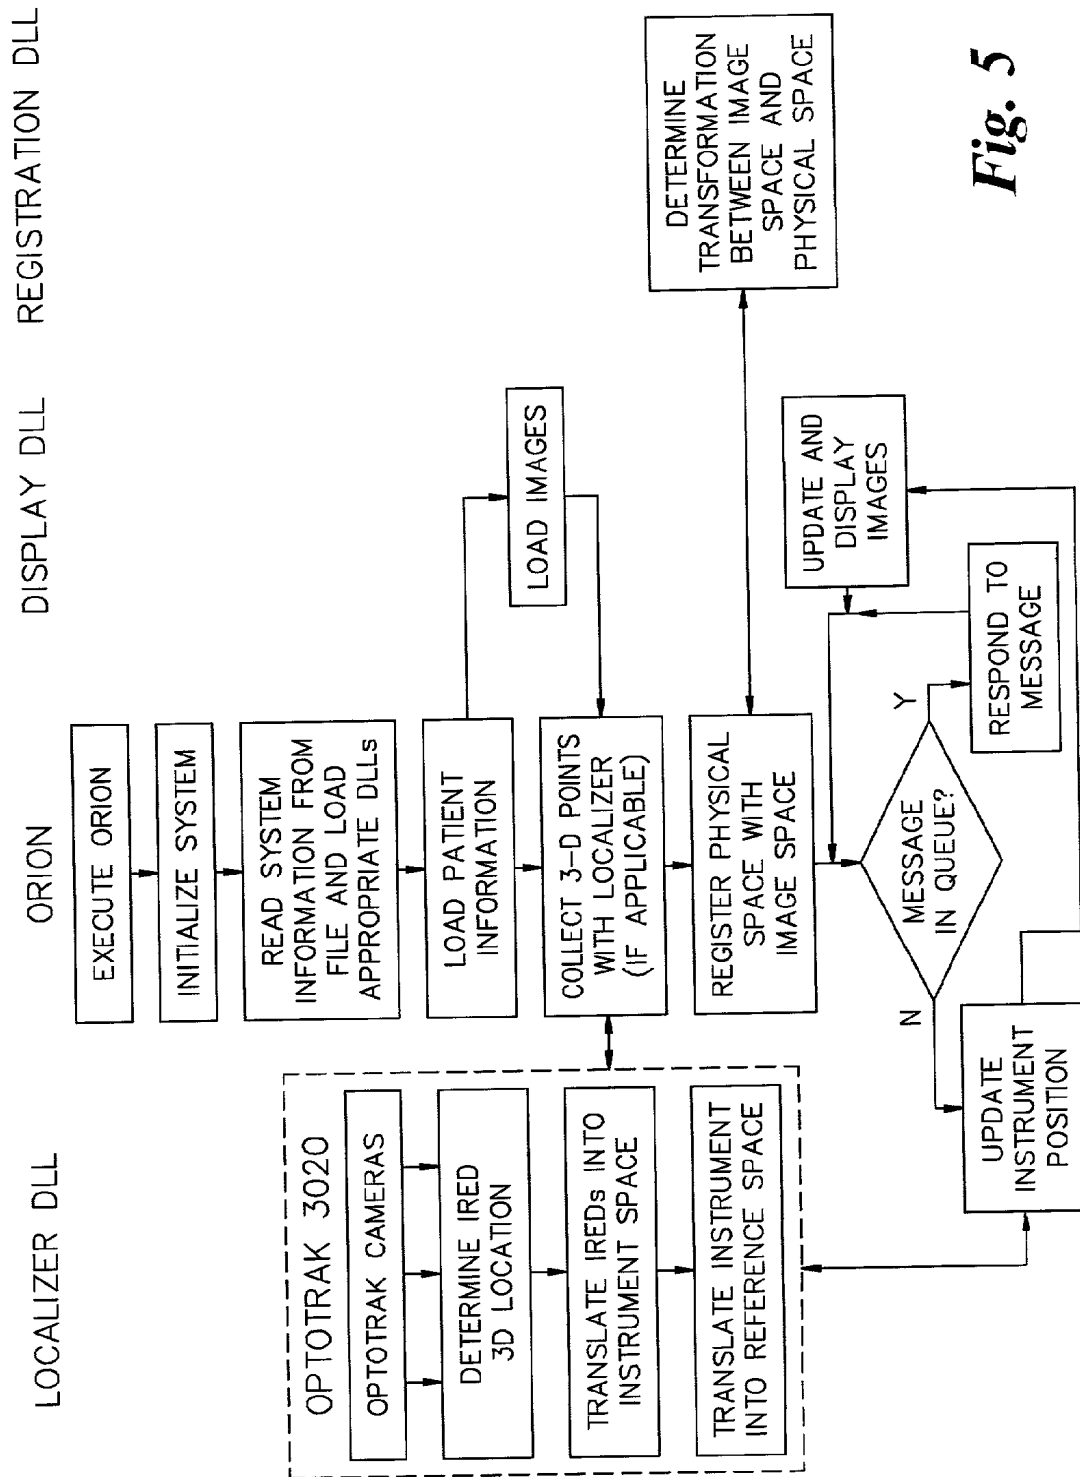 LOCALIZER DLL
ORION
DISPLAY DLL
REGISTRATION DLL
EXECUTE ORION
INITIALIZE SYSTEM
READ SYSTEM
INFORMATION FROM
FILE AND LOAD
APPROPRIATE DLLs
LOAD PATIENT
INFORMATION
LOAD IMAGES
OPTOTRAK 3020
OPTOTRAK CAMERAS
DETERMINE IRED
3D LOCATION
TRANSLATE IREDs INTO
INSTRUMENT SPACE
TRANSLATE INSTRUMENT
INTO REFERENCE SPACE
COLLECT 3-D POINTS
WITH LOCALIZER
(IF APPLICABLE)
REGISTER PHYSICAL
SPACE WITH
IMAGE SPACE
DETERMINE
TRANSFORMATION
BETWEEN IMAGE
SPACE AND
PHYSICAL SPACE
UPDATE AND
DISPLAY
IMAGES
MESSAGE
IN QUEUE?
N
Y
RESPOND TO
MESSAGE
UPDATE
INSTRUMENT
POSITION
Fig. 5